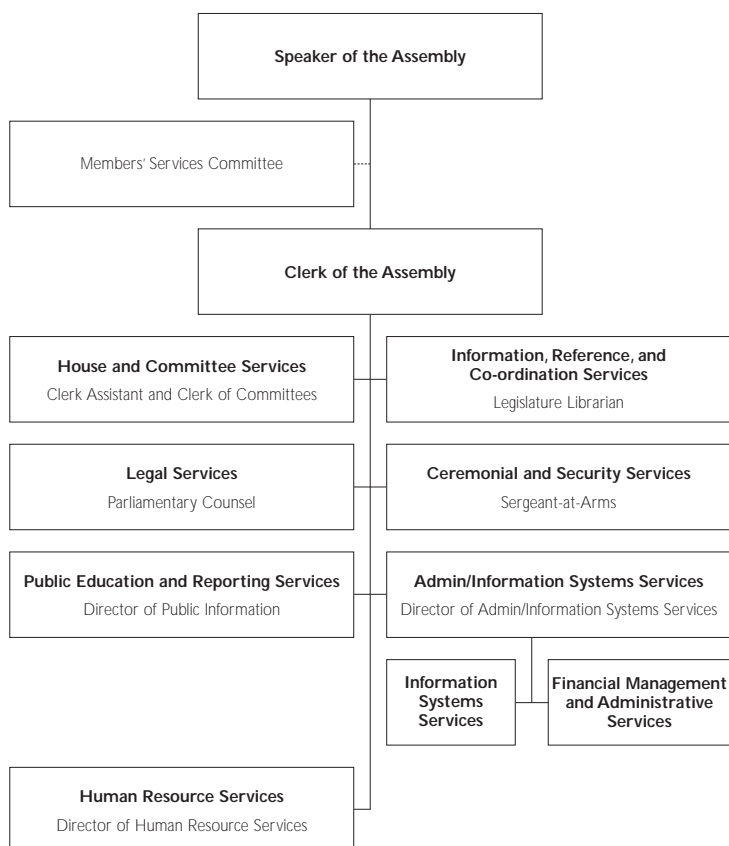 Speaker of the Assembly
Members' Services Committee
Clerk of the Assembly
House and Committee Services
Clerk Assistant and Clerk of Committees
Information, Reference, and
Co-ordination Services
Legislature Librarian
Legal Services
Parliamentary Counsel
Ceremonial and Security Services
Sergeant-at-Arms
Public Education and Reporting Services
Director of Public Information
Admin/Information Systems Services
Director of Admin/Information Systems Services
Information
Systems
Services
Financial Management
and Administrative
Services
Human Resource Services
Director of Human Resource Services